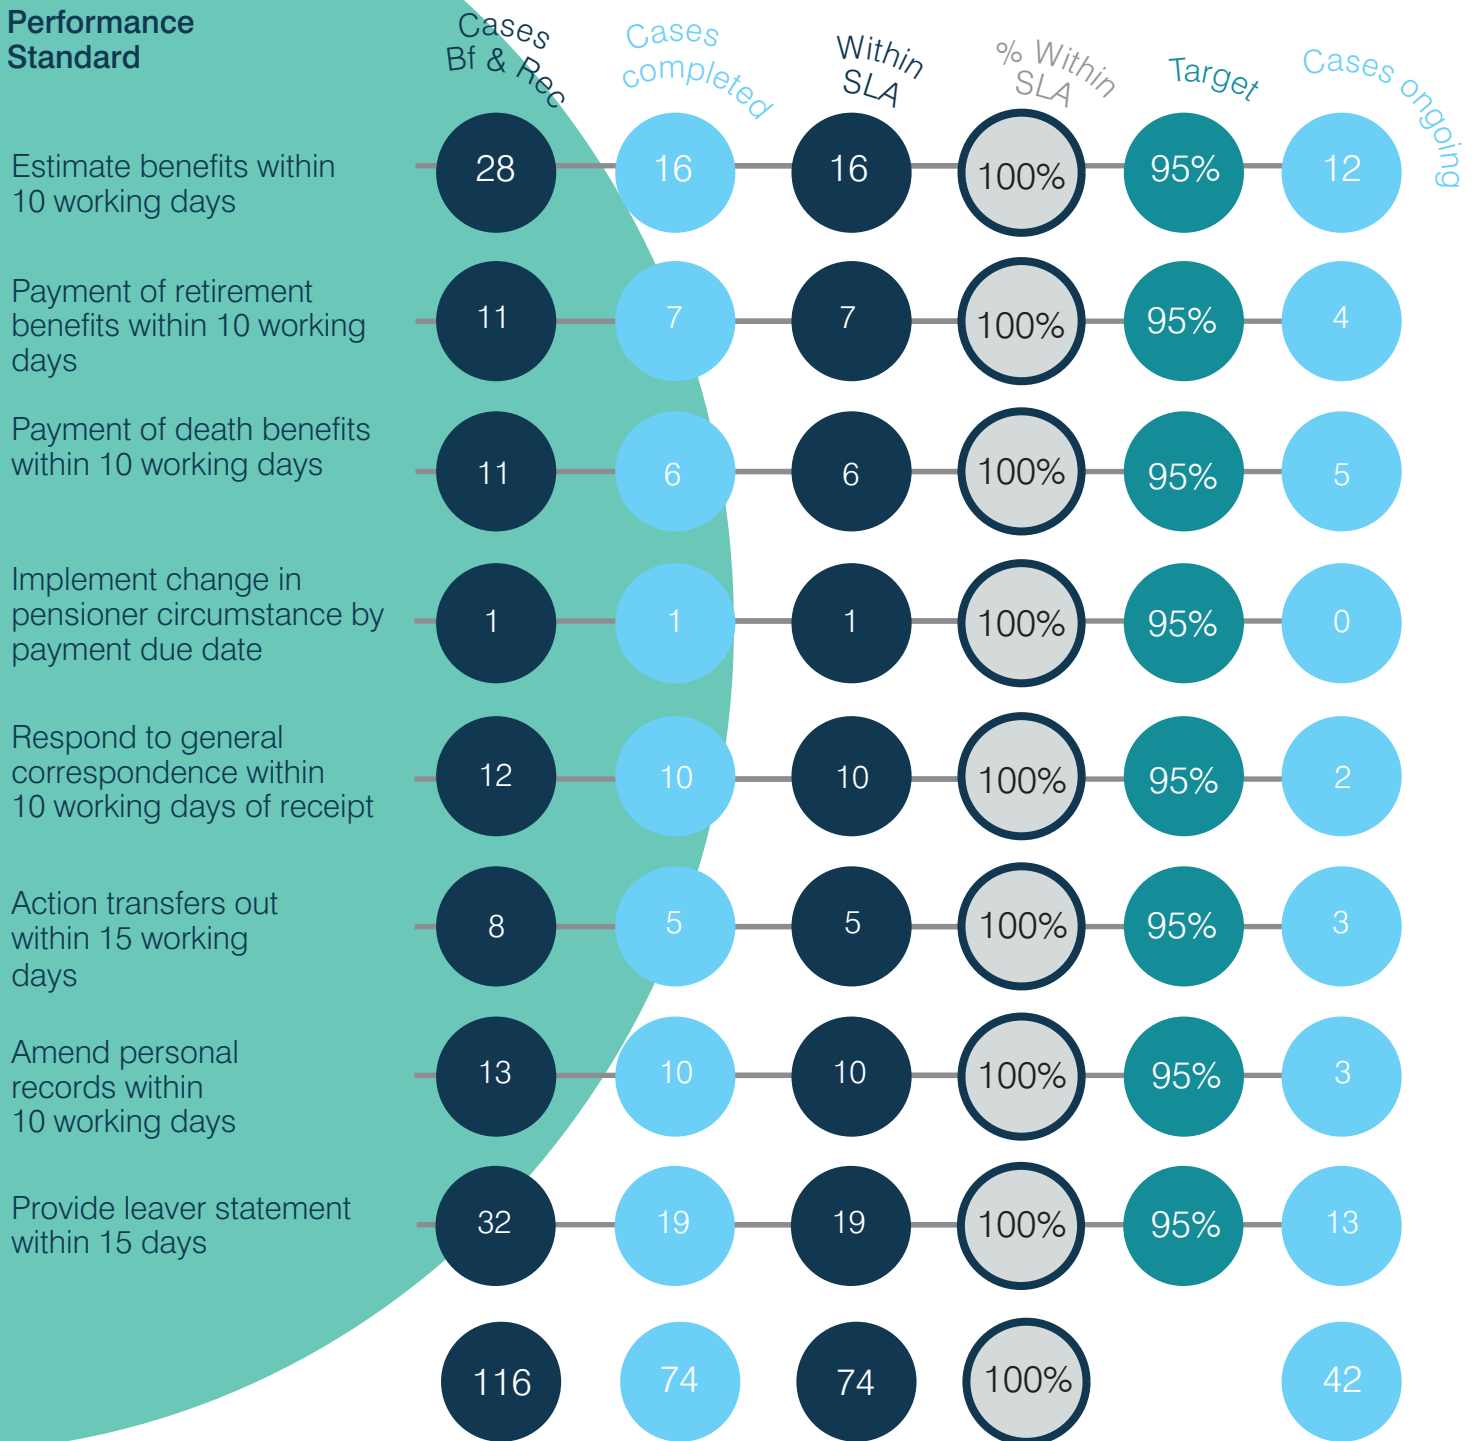 Performance
Standard
Cases
Bf & Rec
Cases
completed
Within
SLA
% Within
SLA
Target
Cases ongoing
Estimate benefits within
10 working days
28
16
16
100%
95%
12
Payment of retirement
benefits within 10 working
days
11
7
7
100%
95%
4
Payment of death benefits
within 10 working days
11
6
6
100%
95%
5
Implement change in
pensioner circumstance by
payment due date
1
1
1
100%
95%
0
Respond to general
correspondence within
10 working days of receipt
12
10
10
100%
95%
2
Action transfers out
within 15 working
days
8
5
5
100%
95%
3
Amend personal
records within
10 working days
13
10
10
100%
95%
3
Provide leaver statement
within 15 days
32
19
19
100%
95%
13
116
74
74
100%
42